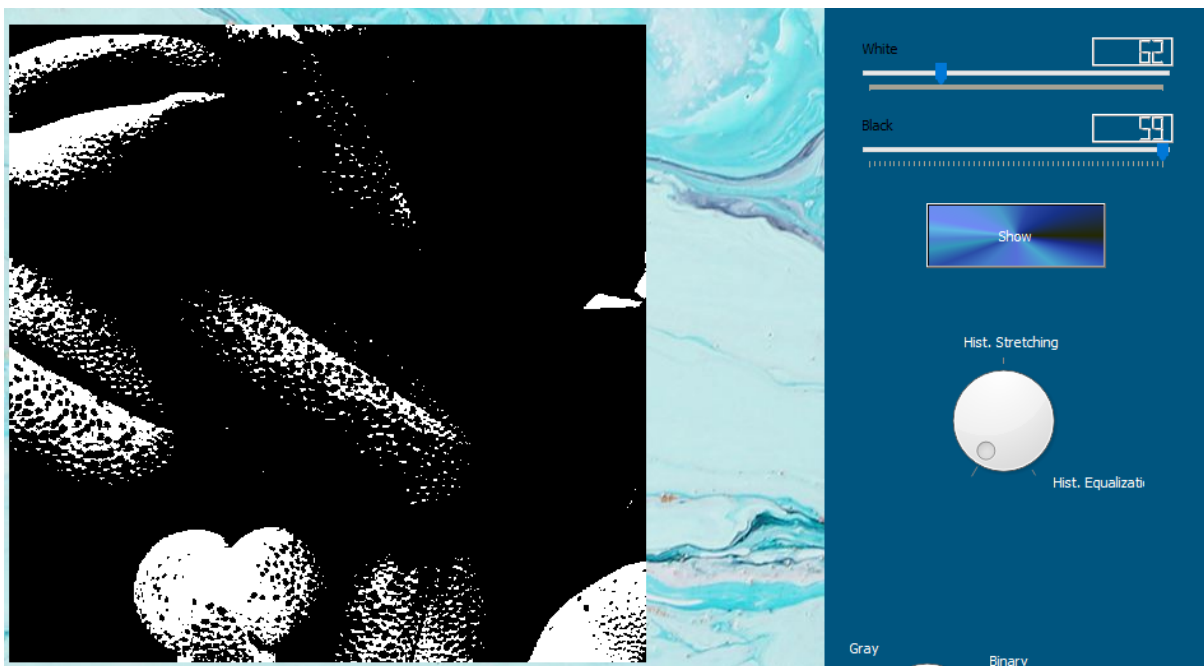 White
62
Black
59
Show
Hist. Stretching
Hist. Equalizati
Gray
Binary